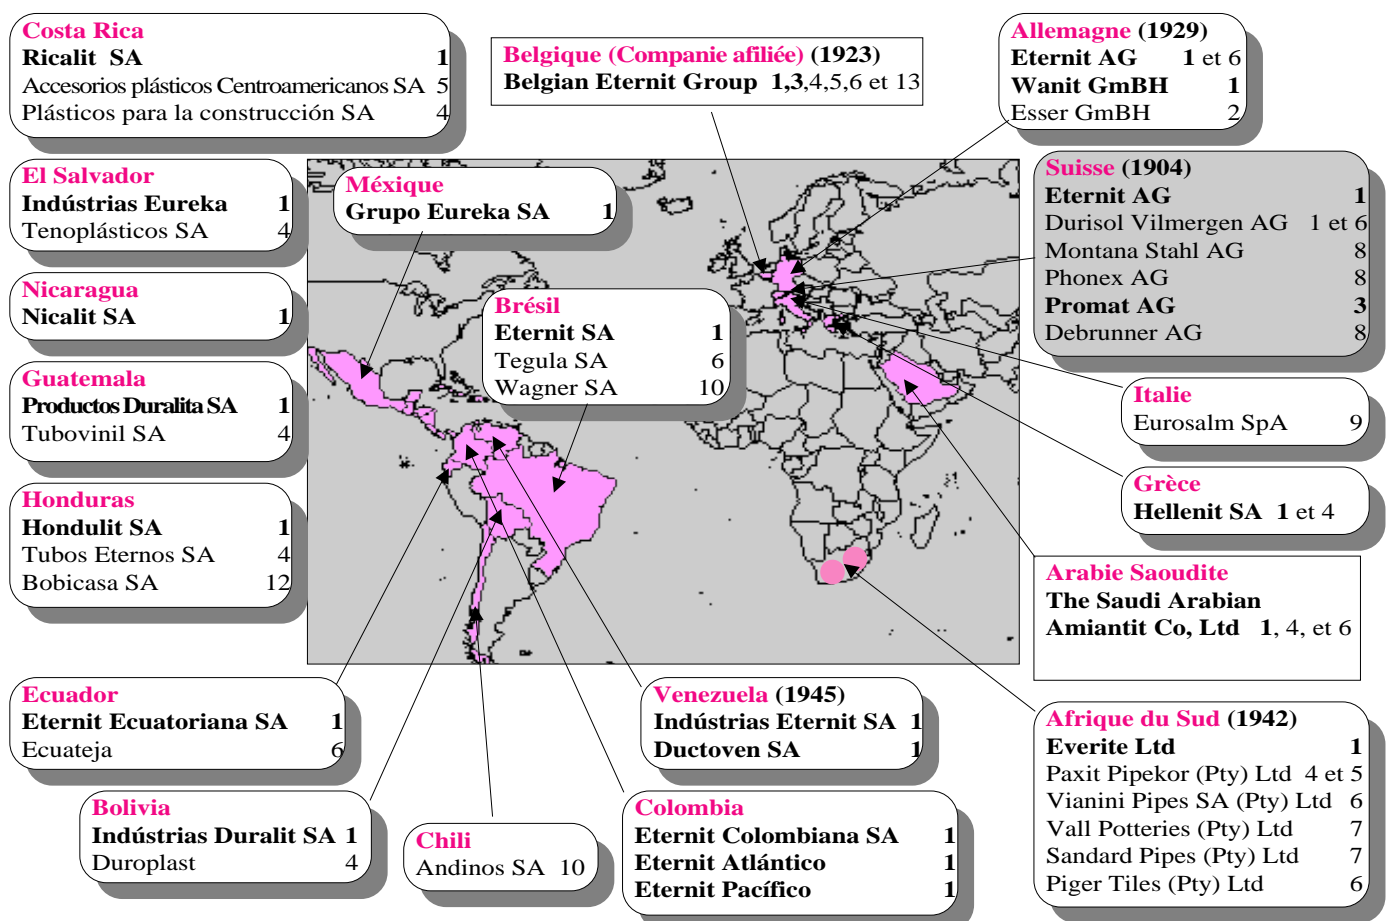 Costa Rica
Ricalit SA 1
Accesorios plásticos Centroamericanos SA 5
Plásticos para la construcción SA 4
Belgique (Companie afiliée) (1923)
Belgian Eternit Group 1,3,4,5,6 et 13
Allemagne (1929)
Eternit AG 1 et 6
Wanit GmBH 1
Esser GmBH 2
El Salvador
Indústrias Eureka 1
Tenoplásticos SA 4
Méxique
Grupo Eureka SA 1
Suisse (1904)
Eternit AG 1
Durisol Vilmergen AG 1 et 6
Montana Stahl AG 8
Phonex AG 8
Promat AG 3
Debrunner AG 8
Nicaragua
Nicalit SA 1
Brésil
Eternit SA 1
Tegula SA 6
Wagner SA 10
Guatemala
Productos Duralita SA 1
Tubovinil SA 4
Italie
Eurosalm SpA 9
Honduras
Hondulit SA 1
Tubos Eternos SA 4
Bobicasa SA 12
Grèce
Hellenit SA 1 et 4
Arabie Saoudite
The Saudi Arabian
Amiantit Co, Ltd 1, 4, et 6
Ecuador
Eternit Ecuatoriana SA 1
Ecuateja 6
Venezuela (1945)
Indústrias Eternit SA 1
Ductoven SA 1
Afrique du Sud (1942)
Everite Ltd 1
Paxit Pipekor (Pty) Ltd 4 et 5
Vianini Pipes SA (Pty) Ltd 6
Vall Potteries (Pty) Ltd 7
Sandard Pipes (Pty) Ltd 7
Piger Tiles (Pty) Ltd 6
Bolivia
Indústrias Duralit SA 1
Duroplast 4
Chili
Andinos SA 10
Colombia
Eternit Colombiana SA 1
Eternit Atlántico 1
Eternit Pacífico 1